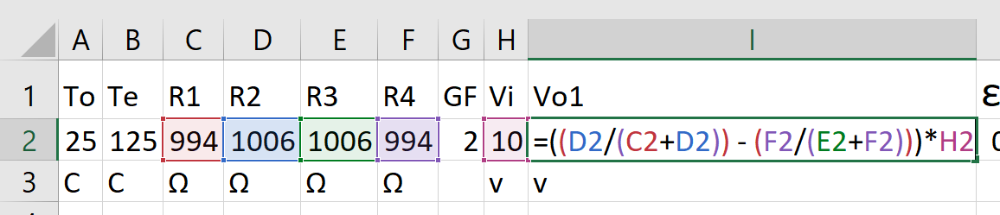 A B C D E F G H I
1 To Te R1 R2 R3 R4 GF Vi Vo1 ε
2 25 125 994 1006 1006 994 2 10 =((D2/(C2+D2)) - (F2/(E2+F2)))*H2
3 C C Ω Ω Ω Ω v v